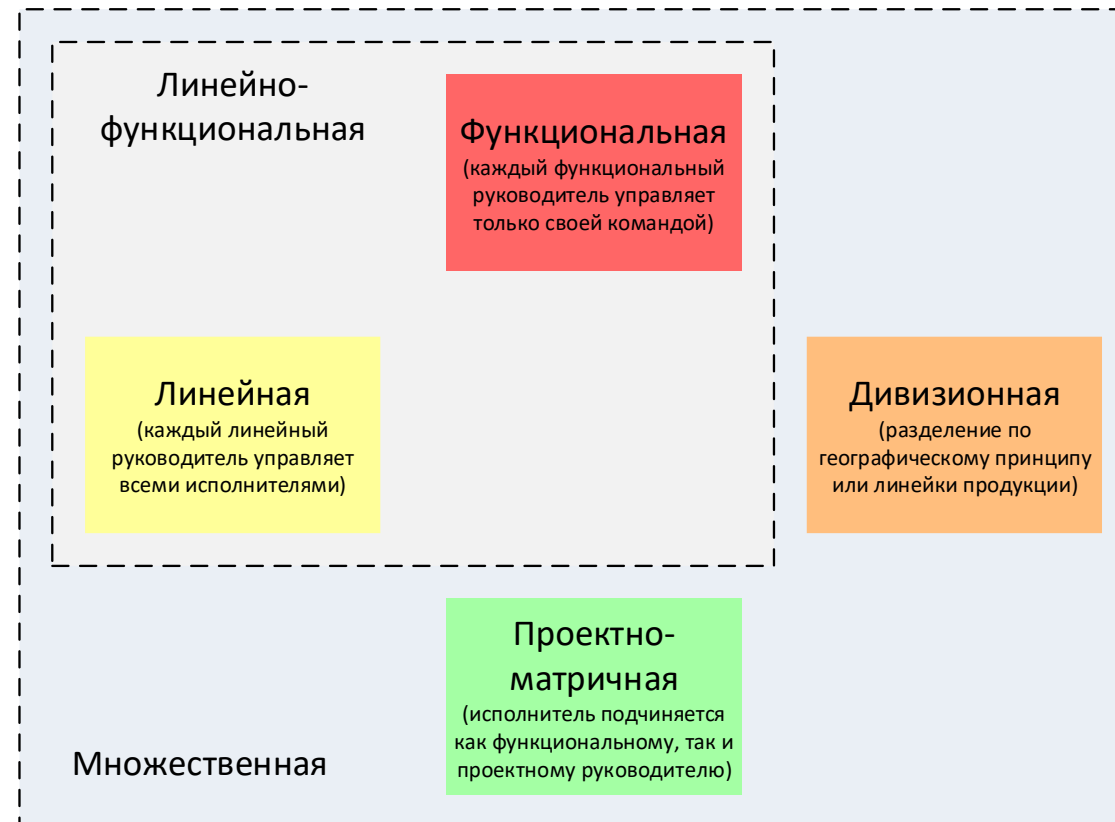 Линейно-
функциональная
Функциональная
(каждый функциональный
руководитель управляет
только своей командой)
Линейная
(каждый линейный
руководитель управляет
всеми исполнителями)
Дивизионная
(разделение по
географическому принципу
или линейки продукции)
Проектно-
матричная
(исполнитель подчиняется
как функциональному, так и
проектному руководителю)
Множественная